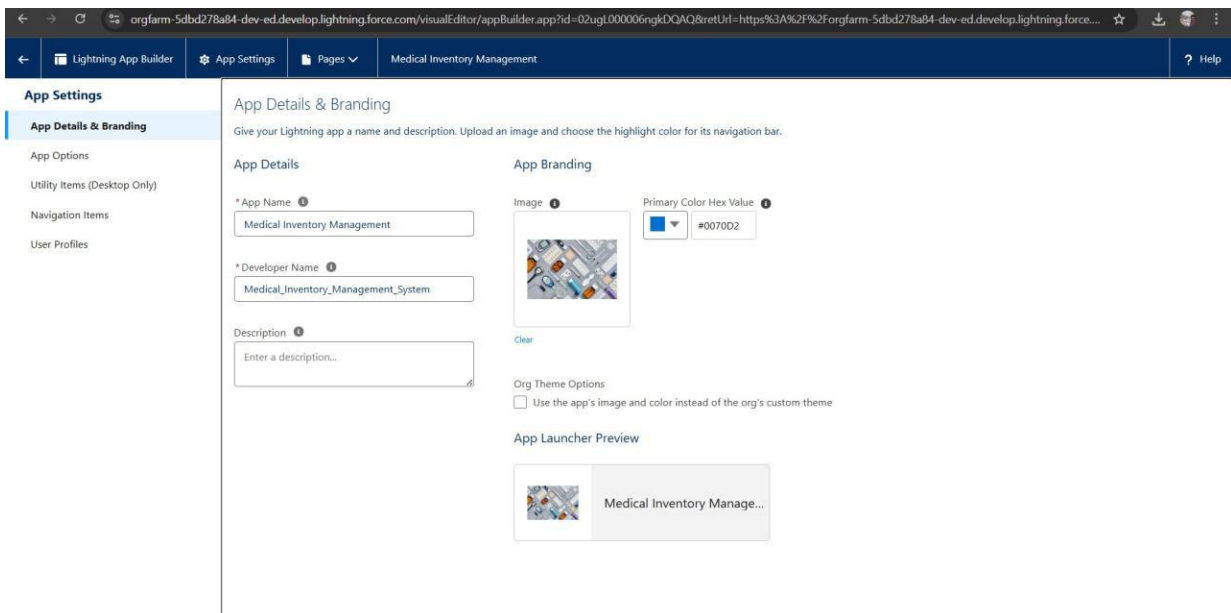 orgfarm-5dbd278a84-dev-ed.develop.lightning.force.com/visualEditor/appBuilder.app?id=02ugL000006ngkDQAQ&retUrl=https%3A%2F%2Forgfarm-5dbd278a84-dev-ed.develop.lightning.force....
Lightning App Builder App Settings Pages Medical Inventory Management ? Help
App Settings
App Details & Branding
App Options
Utility Items (Desktop Only)
Navigation Items
User Profiles
App Details & Branding
Give your Lightning app a name and description. Upload an image and choose the highlight color for its navigation bar.
App Details
*App Name
Medical Inventory Management
*Developer Name
Medical_Inventory_Management_System
Description
Enter a description...
App Branding
Image
Primary Color Hex Value
#0070D2
Clear
Org Theme Options
Use the app's image and color instead of the org's custom theme
App Launcher Preview
Medical Inventory Manage...